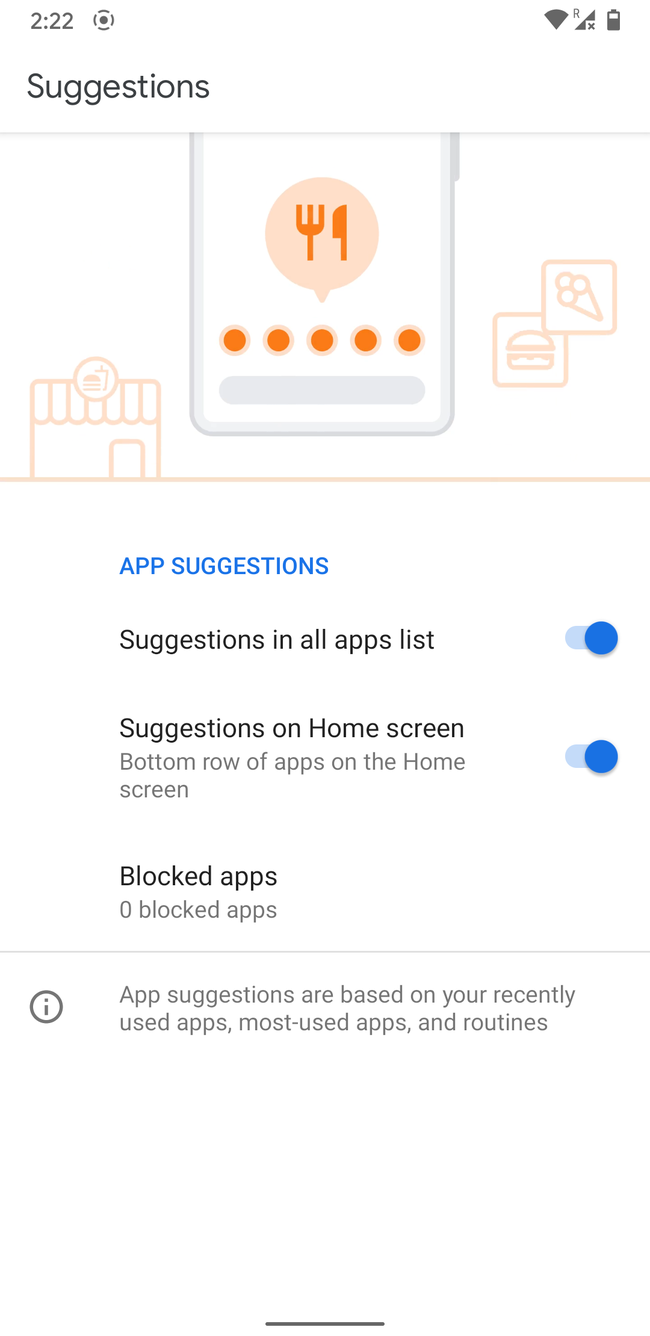 2:22
R
Suggestions
APP SUGGESTIONS
Suggestions in all apps list
Suggestions on Home screen
Bottom row of apps on the Home
screen
Blocked apps
0 blocked apps
App suggestions are based on your recently
used apps, most-used apps, and routines